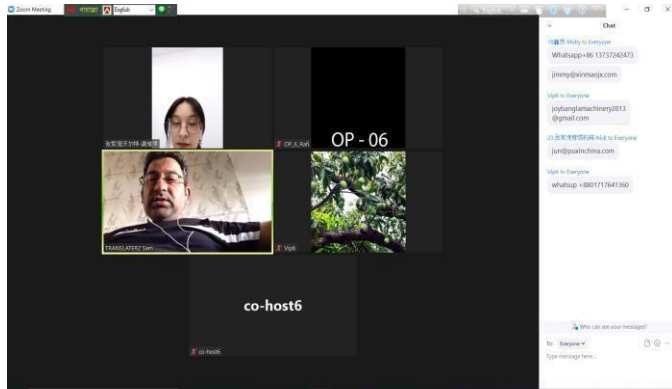 Zoom Meeting
English
Chat
Molly to Everyone
Whatsapp+86 13737242473
jimmy@xinmaojx.com
Vip6 to Everyone
joybanglamachinery2013
@gmail.com
Nick to Everyone
jun@puxinchina.com
Vip6 to Everyone
whatsup +8801717641360
OP_6_Rafi
OP - 06
TRANSLATER2 Sam
Vip6
co-host6
co-host6
Who can see your messages?
To: Everyone
Type message here...